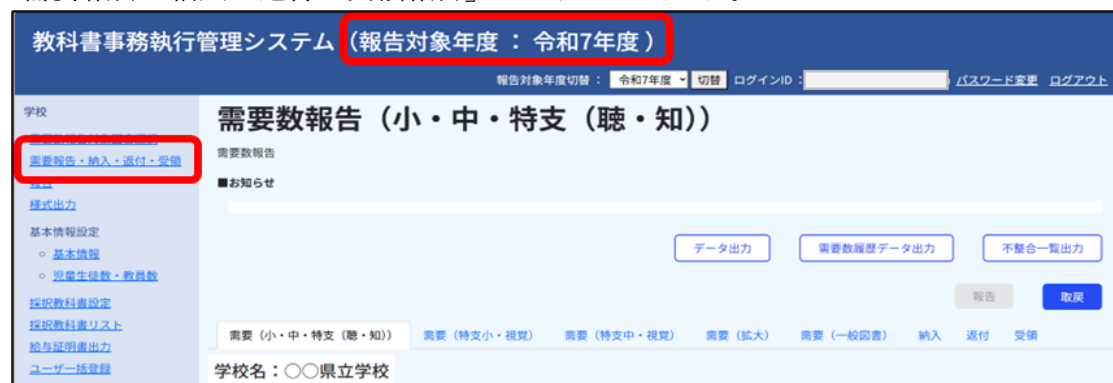 教科書事務執行管理システム（報告対象年度 ： 令和7年度 ）
報告対象年度切替 ： 令和7年度 切替 ログインID ： パスワード変更 ログアウト
学校
需要報告・納入・返付・受領
報告
様式出力
基本情報設定
基本情報
児童生徒数・教員数
採択教科書設定
採択教科書リスト
給与証明書出力
ユーザー括登録
需要数報告（小・中・特支（聴・知））
需要数報告
■お知らせ
データ出力 需要数履歴データ出力 不整合一覧出力
報告 取戻
需要（小・中・特支（聴・知）） 需要（特支小・視覚） 需要（特支中・視覚） 需要（拡大） 需要（一般図書） 納入 返付 受領
学校名：○○県立学校